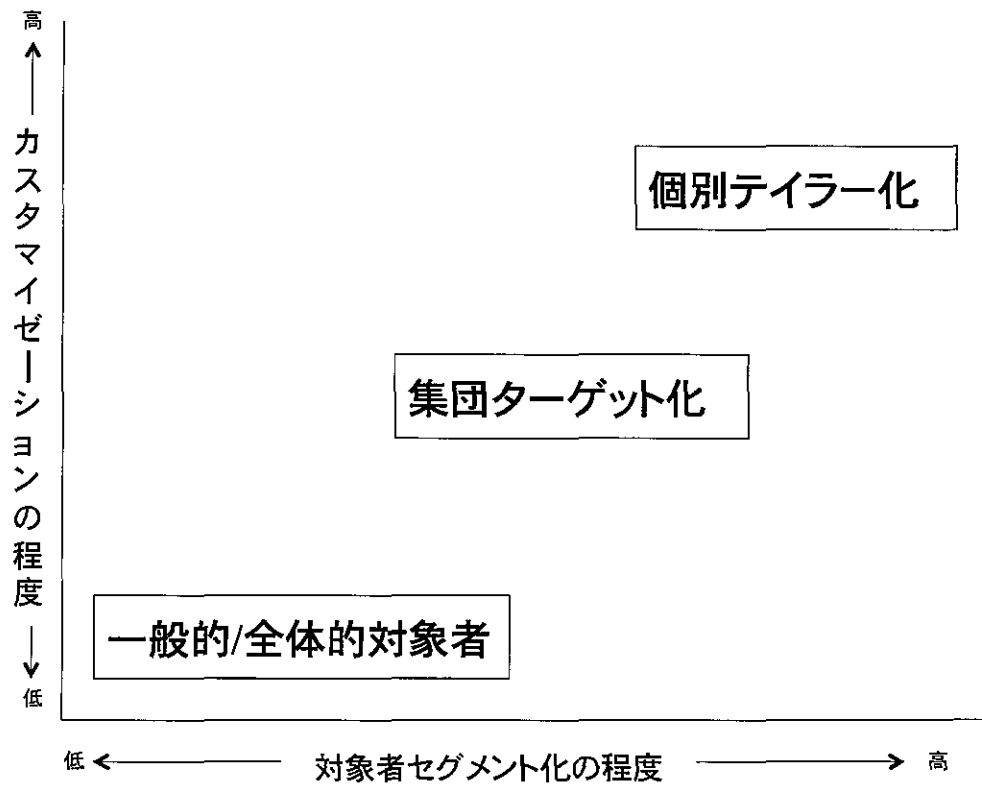 高
カスタマイゼーションの程度
低
個別テイラー化
集団ターゲット化
一般的/全体的対象者
低
対象者セグメント化の程度
高